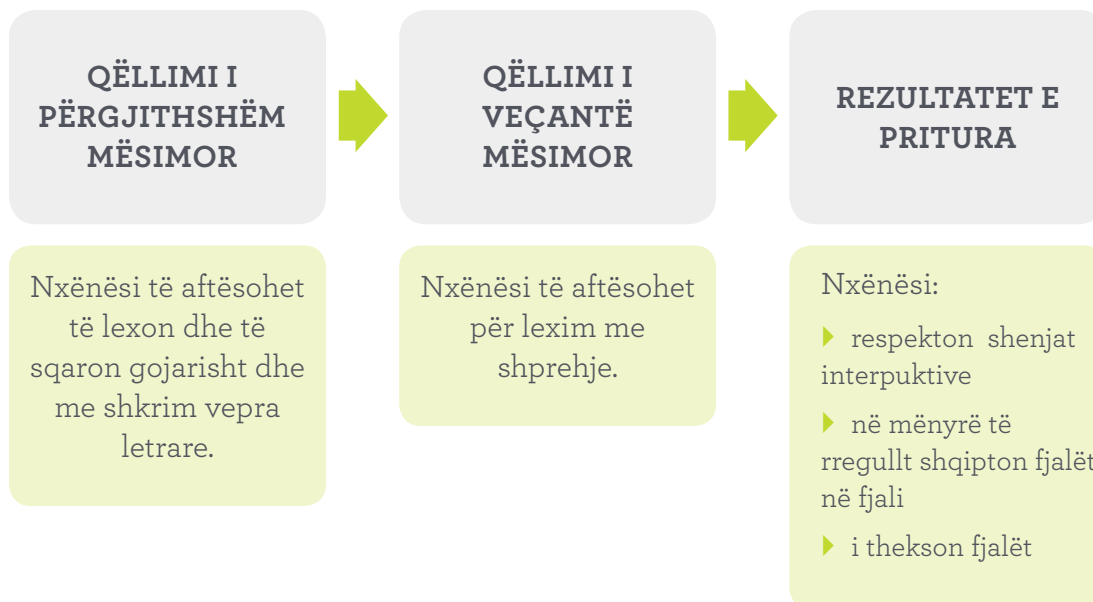 QËLLIMI I
PËRGJITHSHËM
MËSIMOR
QËLLIMI I
VEÇANTË
MËSIMOR
REZULTATET E
PRITURA
Nxënësi të aftësohet
të lexon dhe të
sqaron gojarisht dhe
me shkrim vepra
letrare.
Nxënësi të aftësohet
për lexim me
shprehje.
Nxënësi:
respekton shenjat
interpuktive
në mënyrë të
rregullt shqipton fjalët
në fjali
i thekson fjalët